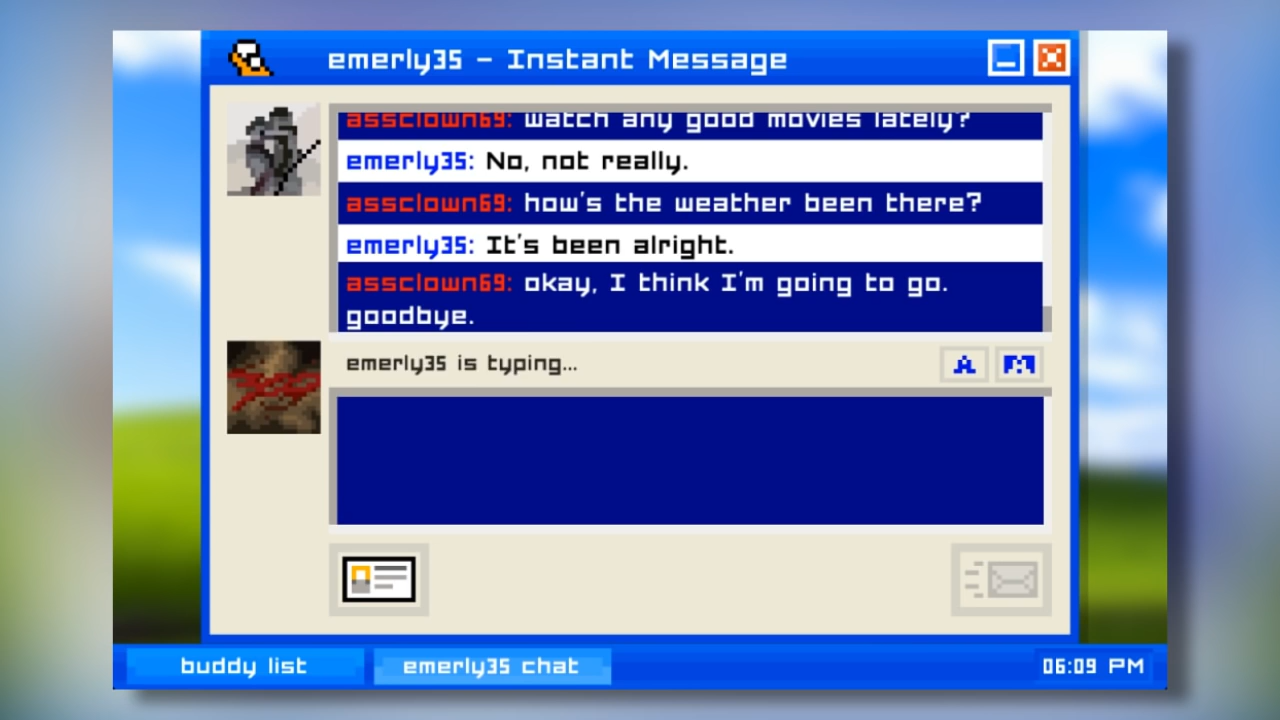 emerly35 - Instant Message
assclown69: watch any good movies lately?
emerly35: No, not really.
assclown69: how's the weather been there?
emerly35: It's been alright.
assclown69: okay, I think I'm going to go.
goodbye.
emerly35 is typing...
A
buddy list
emerly35 chat
06:09 PM